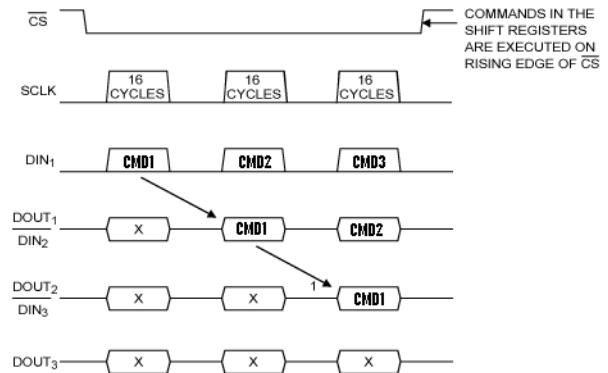 CS
COMMANDS IN THE
SHIFT REGISTERS
ARE EXECUTED ON
RISING EDGE OF CS
SCLK
16
CYCLES
16
CYCLES
16
CYCLES
DIN1
CMD1
CMD2
CMD3
DOUT1
DIN2
X
CMD1
CMD2
DOUT2
DIN3
X
X
1
CMD1
DOUT3
X
X
X